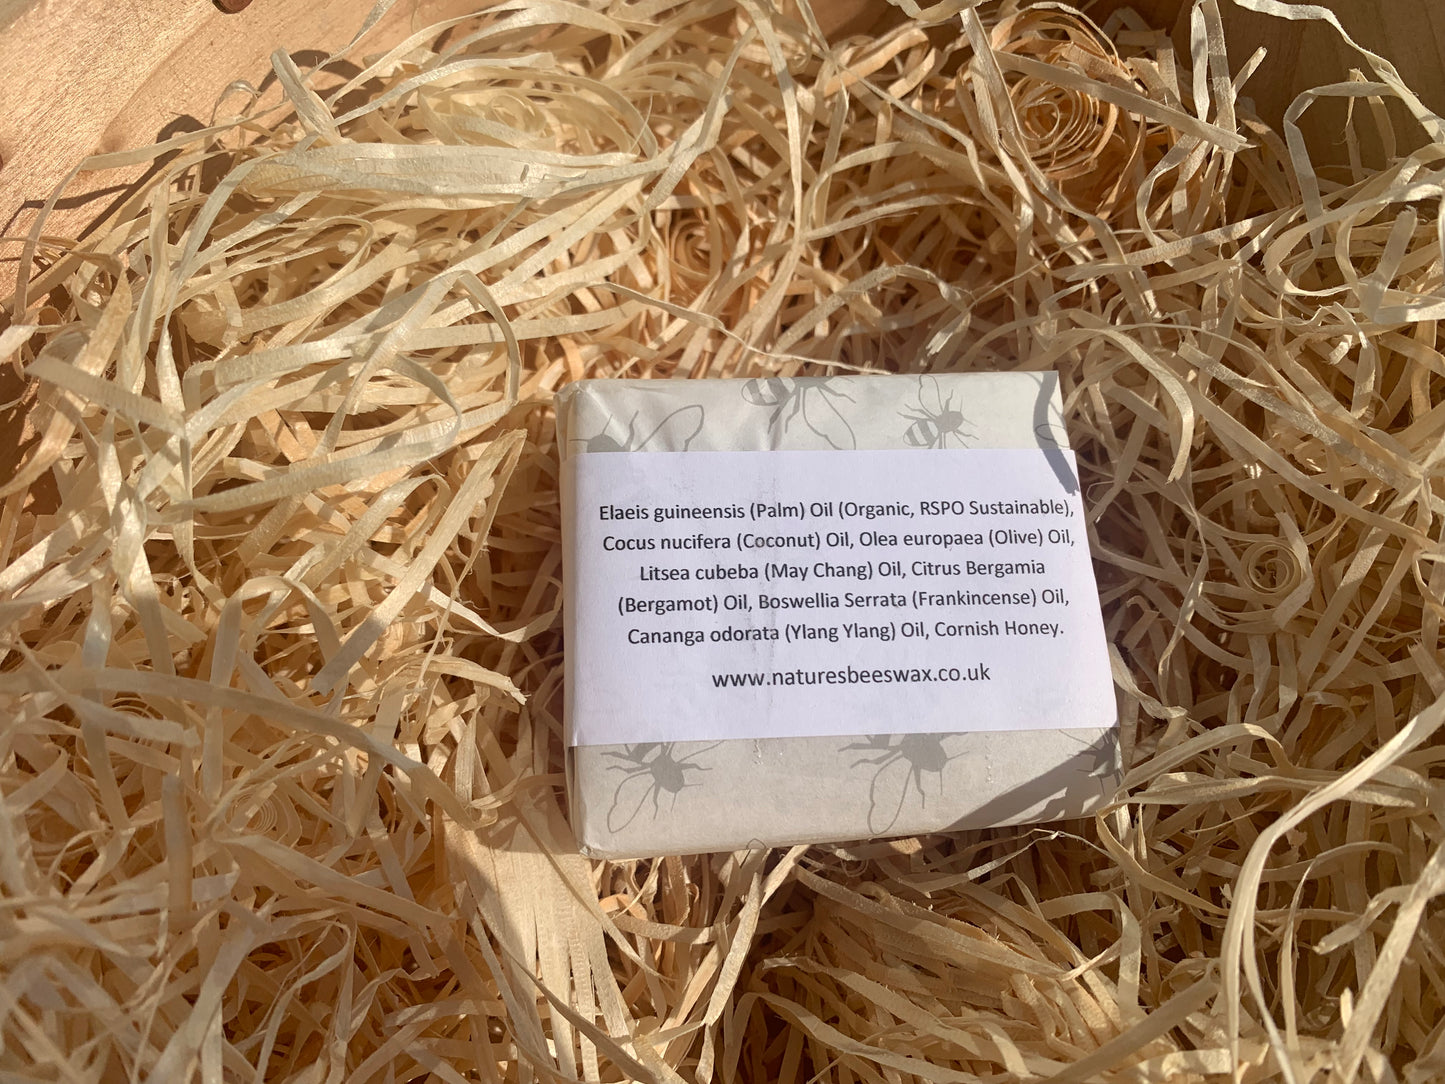 Elaeis guineensis (Palm) Oil (Organic, RSPO Sustainable),
Cocus nucifera (Coconut) Oil, Olea europaea (Olive) Oil,
Litsea cubeba (May Chang) Oil, Citrus Bergamia
(Bergamot) Oil, Boswellia Serrata (Frankincense) Oil,
Cananga odorata (Ylang Ylang) Oil, Cornish Honey.
www.naturesbeeswax.co.uk